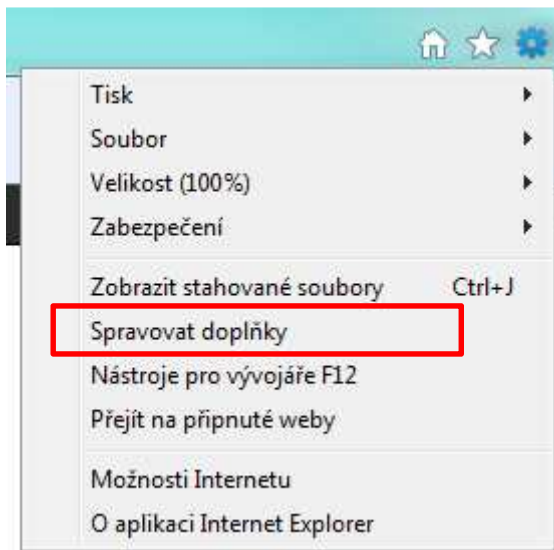 Tisk
Soubor
Velikost (100%)
Zabezpečení
Zobrazit stahované soubory Ctrl+J
Spravovat doplňky
Nástroje pro vývojáře F12
Přejít na připnuté weby
Možnosti Internetu
O aplikaci Internet Explorer